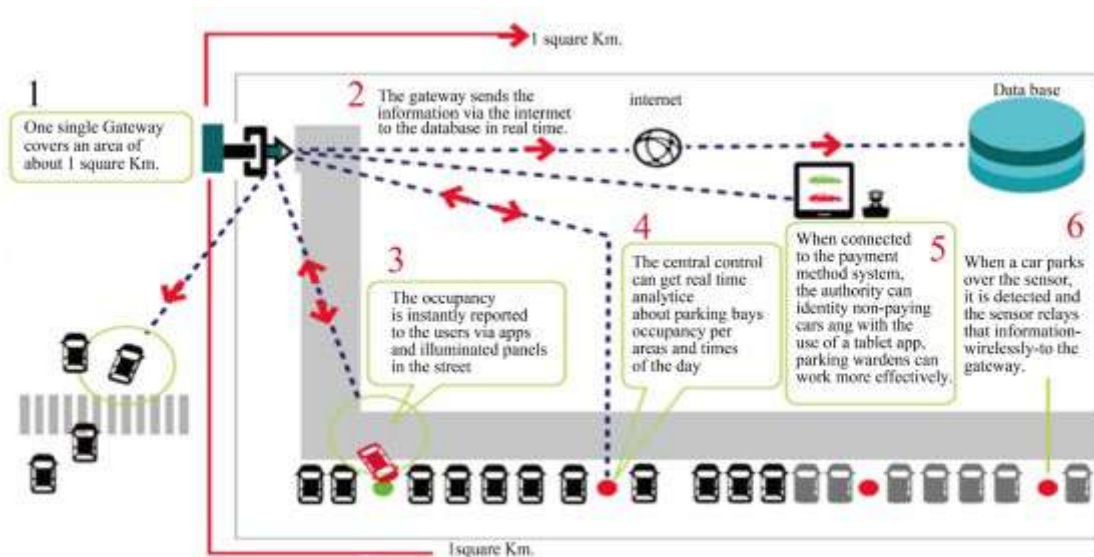 1 square Km.
1
One single Gateway
covers an area of
about 1 square Km.
2
The gateway sends the
information via the internet
to the database in real time.
internet
Data base
3
The occupancy
is instantly reported
to the users via apps
and illuminated panels
in the street
4
The central control
can get real time
analytice
about parking bays
occupancy per
areas and times
of the day
5
When connected
to the payment
method system,
the authority can
identity non-paying
cars ang with the
use of a tablet app,
parking wardens can
work more effectively.
6
When a car parks
over the sensor,
it is detected and
the sensor relays
that information-
wirelessly-to the
gateway.
1square Km.